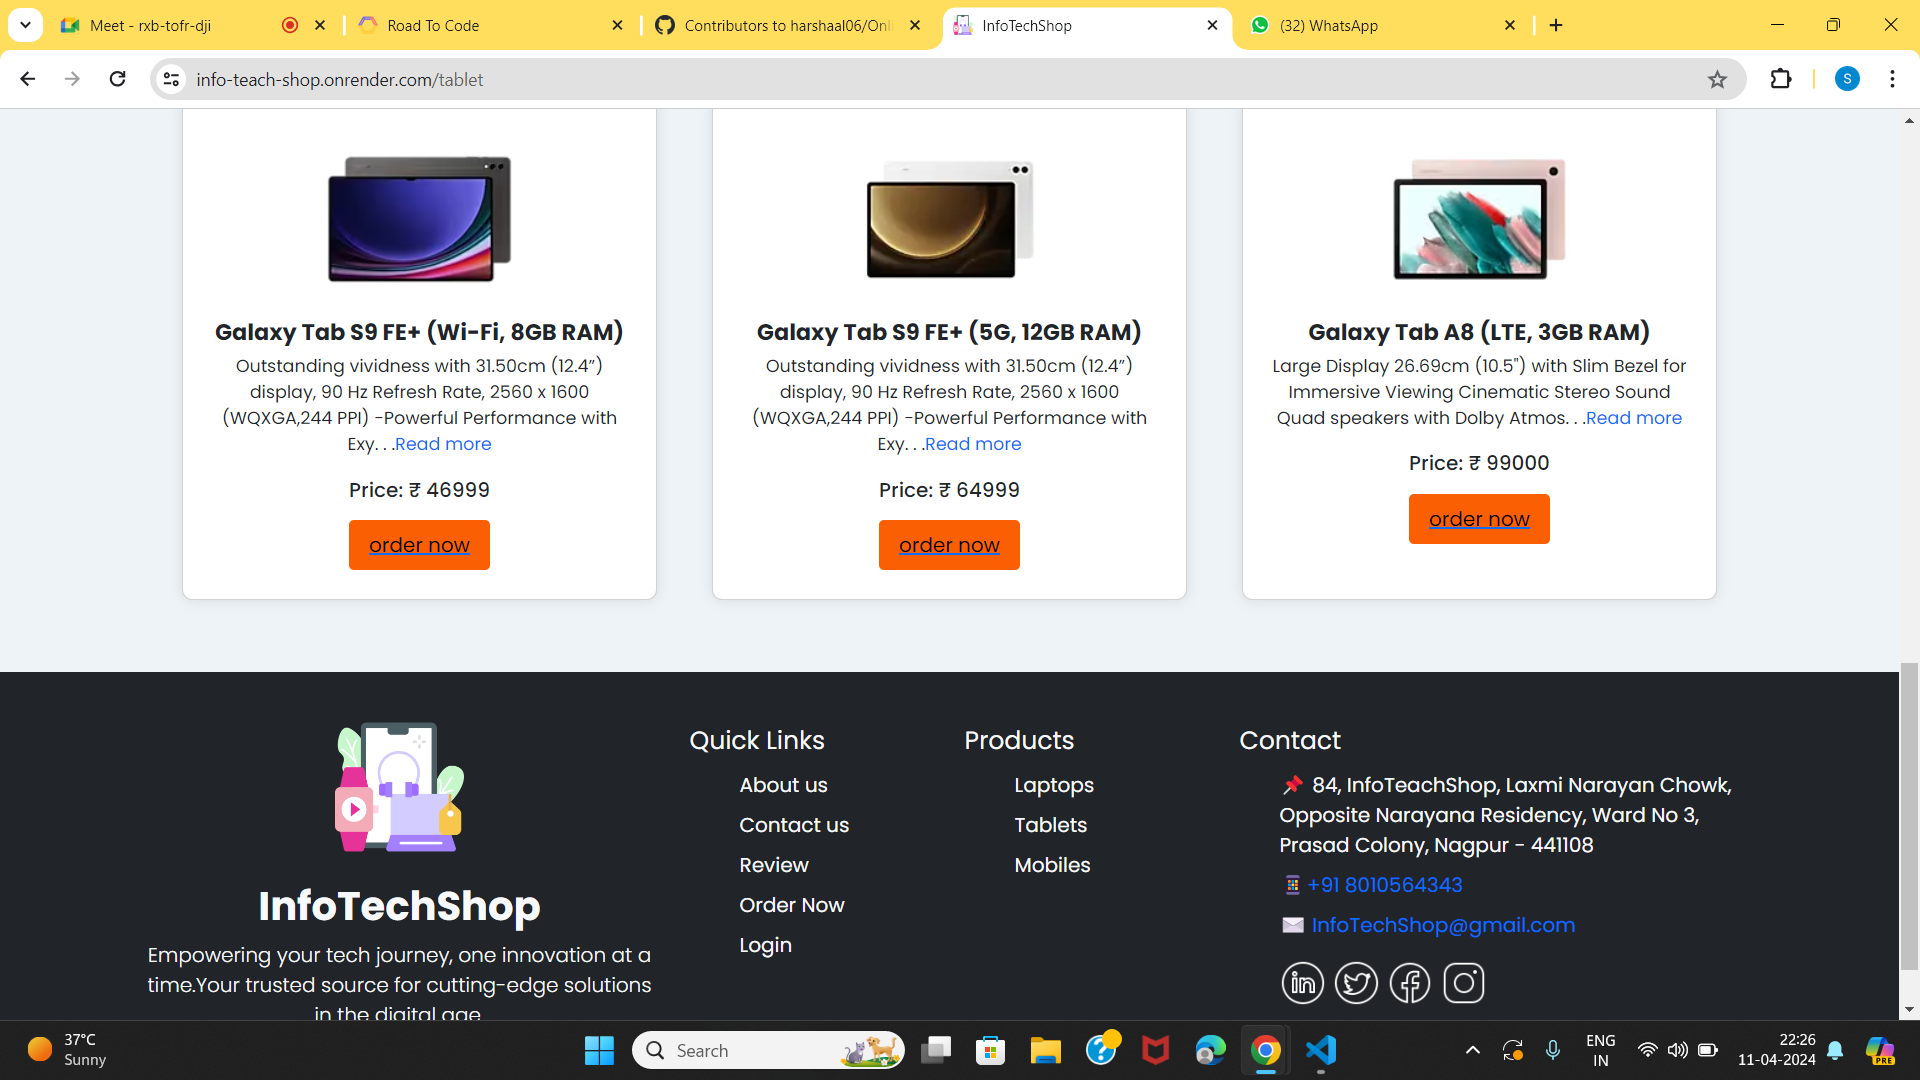 Meet - rxb-tofr-dji
Road To Code
Contributors to harshaal06/Onli
InfoTechShop
(32) WhatsApp
info-teach-shop.onrender.com/tablet
S
Galaxy Tab S9 FE+ (Wi-Fi, 8GB RAM)
Outstanding vividness with 31.50cm (12.4”)
display, 90 Hz Refresh Rate, 2560 x 1600
(WQXGA,244 PPI) -Powerful Performance with
Exy. . .Read more
Price: ₹ 46999
order now
Galaxy Tab S9 FE+ (5G, 12GB RAM)
Outstanding vividness with 31.50cm (12.4”)
display, 90 Hz Refresh Rate, 2560 x 1600
(WQXGA,244 PPI) -Powerful Performance with
Exy. . .Read more
Price: ₹ 64999
order now
Galaxy Tab A8 (LTE, 3GB RAM)
Large Display 26.69cm (10.5") with Slim Bezel for
Immersive Viewing Cinematic Stereo Sound
Quad speakers with Dolby Atmos. . .Read more
Price: ₹ 99000
order now
InfoTechShop
Empowering your tech journey, one innovation at a
time.Your trusted source for cutting-edge solutions
in the digital age
Quick Links
About us
Contact us
Review
Order Now
Login
Products
Laptops
Tablets
Mobiles
Contact
84, InfoTeachShop, Laxmi Narayan Chowk,
Opposite Narayana Residency, Ward No 3,
Prasad Colony, Nagpur - 441108
+91 8010564343
InfoTechShop@gmail.com
37°C
Sunny
Search
ENG
IN
22:26
11-04-2024
PRE